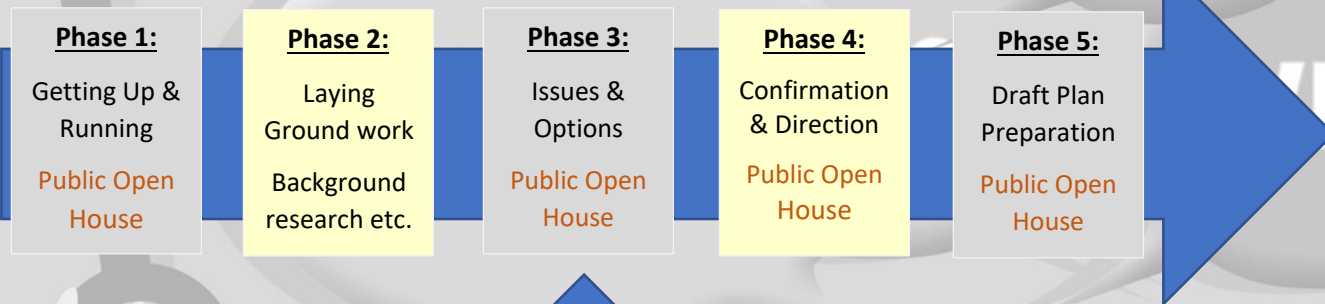 Phase 1:
Getting Up &
Running
Public Open
House
Phase 2:
Laying
Ground work
Background
research etc.
Phase 3:
Issues &
Options
Public Open
House
Phase 4:
Confirmation
& Direction
Public Open
House
Phase 5:
Draft Plan
Preparation
Public Open
House